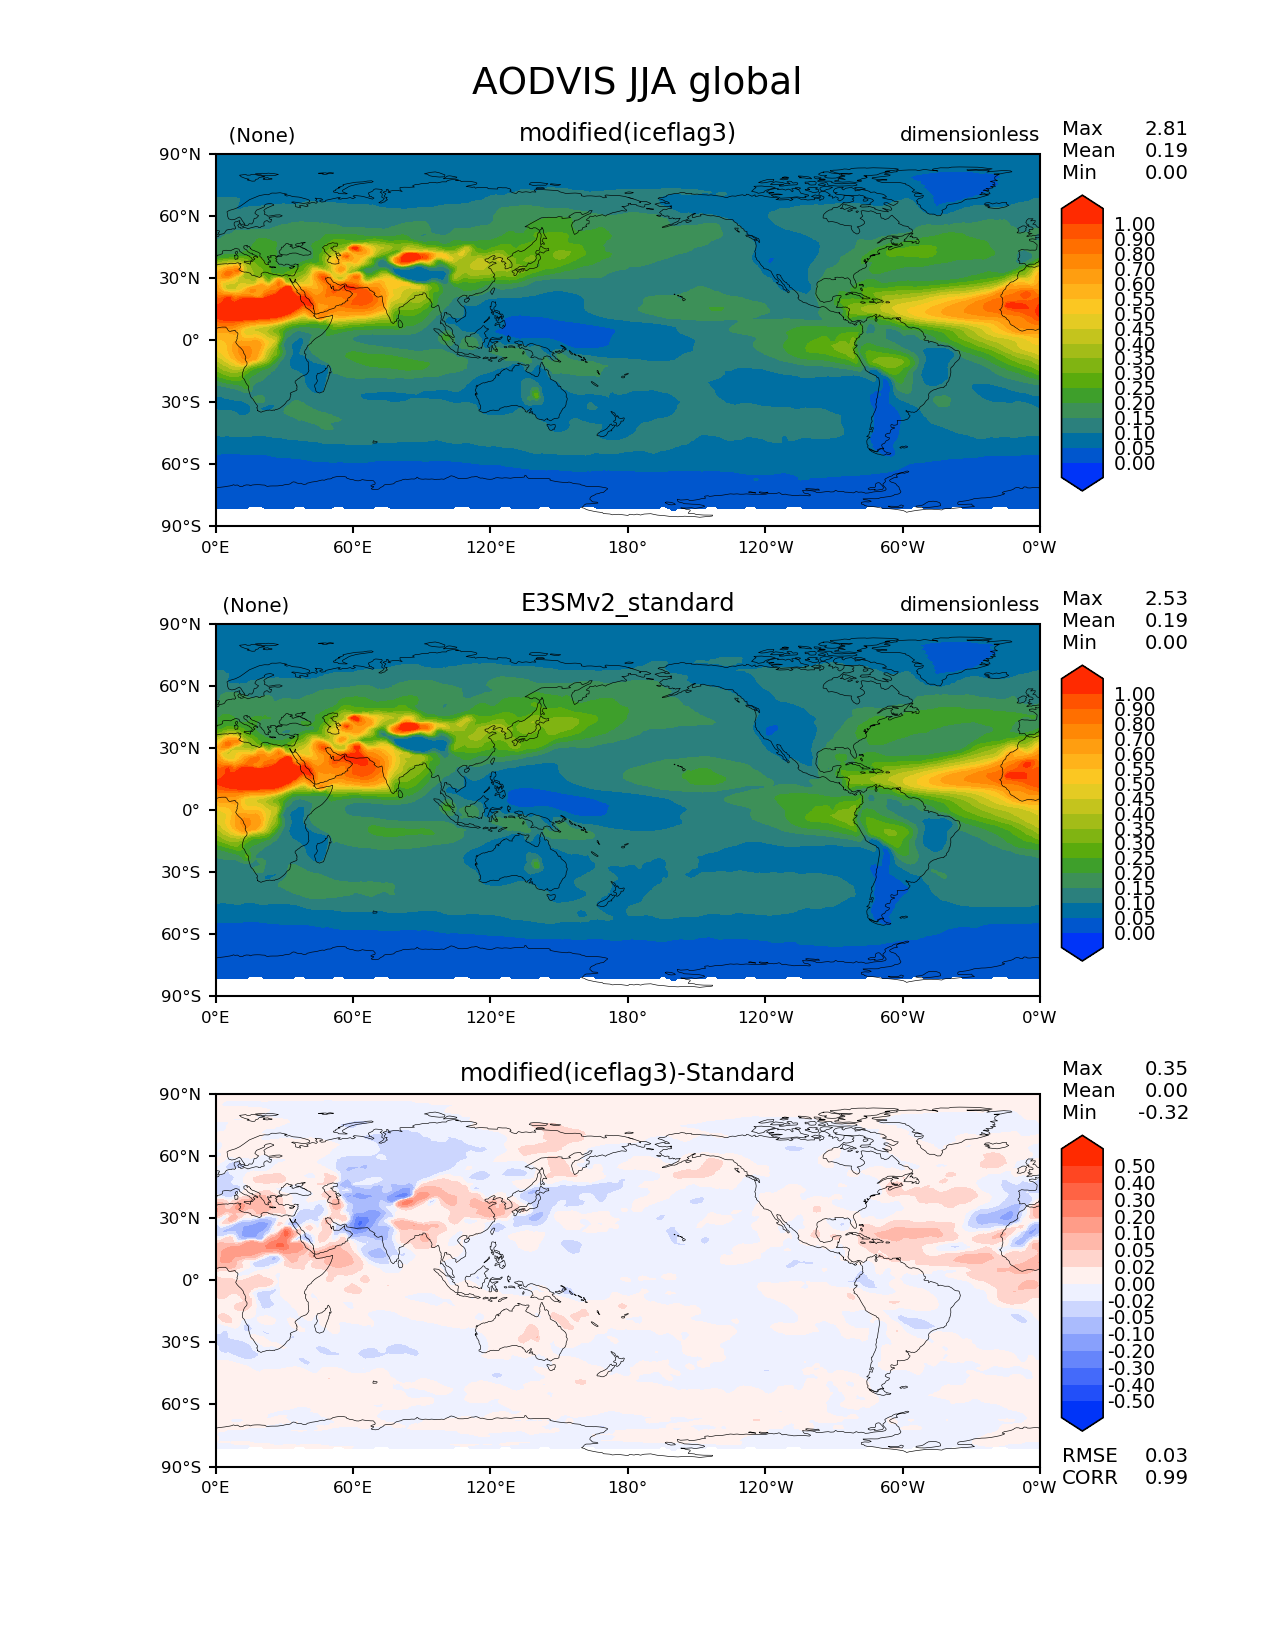 AODVIS JJA global
(None) modified(iceflag3) dimensionless
Max 2.81
Mean 0.19
Min 0.00
90°N
60°N
30°N
0°
30°S
60°S
90°S
0°E 60°E 120°E 180° 120°W 60°W 0°W
1.00
0.90
0.80
0.70
0.60
0.55
0.50
0.45
0.40
0.35
0.30
0.25
0.20
0.15
0.10
0.05
0.00
(None) E3SMv2_standard dimensionless
Max 2.53
Mean 0.19
Min 0.00
90°N
60°N
30°N
0°
30°S
60°S
90°S
0°E 60°E 120°E 180° 120°W 60°W 0°W
1.00
0.90
0.80
0.70
0.60
0.55
0.50
0.45
0.40
0.35
0.30
0.25
0.20
0.15
0.10
0.05
0.00
modified(iceflag3)-Standard
Max 0.35
Mean 0.00
Min -0.32
90°N
60°N
30°N
0°
30°S
60°S
90°S
0°E 60°E 120°E 180° 120°W 60°W 0°W
0.50
0.40
0.30
0.20
0.10
0.05
0.02
0.00
-0.02
-0.05
-0.10
-0.20
-0.30
-0.40
-0.50
RMSE 0.03
CORR 0.99